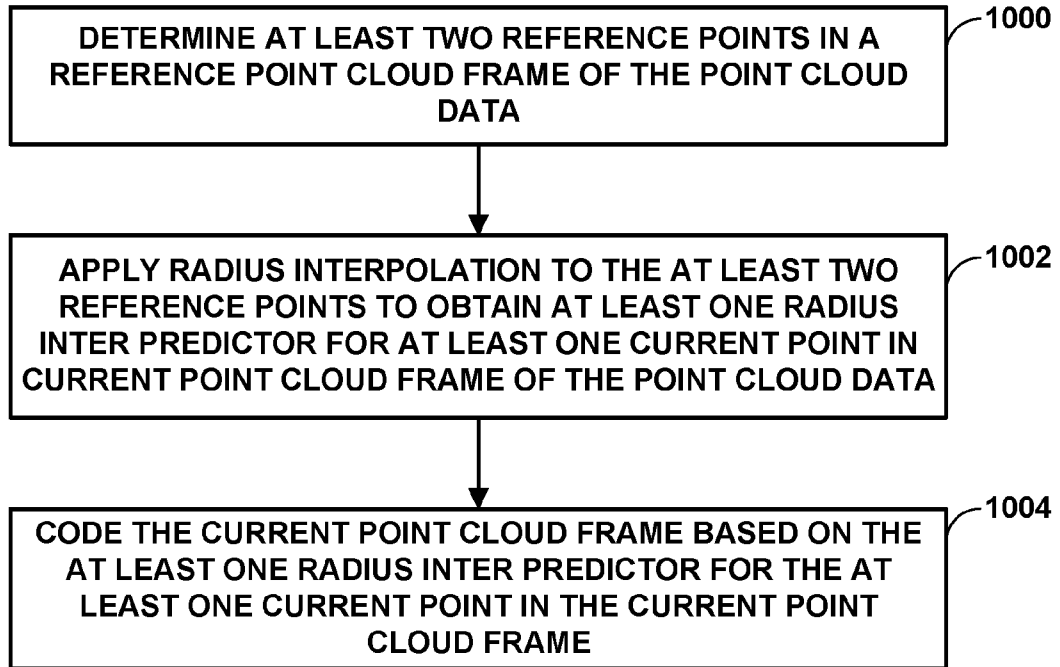 DETERMINE AT LEAST TWO REFERENCE POINTS IN A
REFERENCE POINT CLOUD FRAME OF THE POINT CLOUD
DATA
1000
APPLY RADIUS INTERPOLATION TO THE AT LEAST TWO
REFERENCE POINTS TO OBTAIN AT LEAST ONE RADIUS
INTER PREDICTOR FOR AT LEAST ONE CURRENT POINT IN
CURRENT POINT CLOUD FRAME OF THE POINT CLOUD DATA
1002
CODE THE CURRENT POINT CLOUD FRAME BASED ON THE
AT LEAST ONE RADIUS INTER PREDICTOR FOR THE AT
LEAST ONE CURRENT POINT IN THE CURRENT POINT
CLOUD FRAME
1004